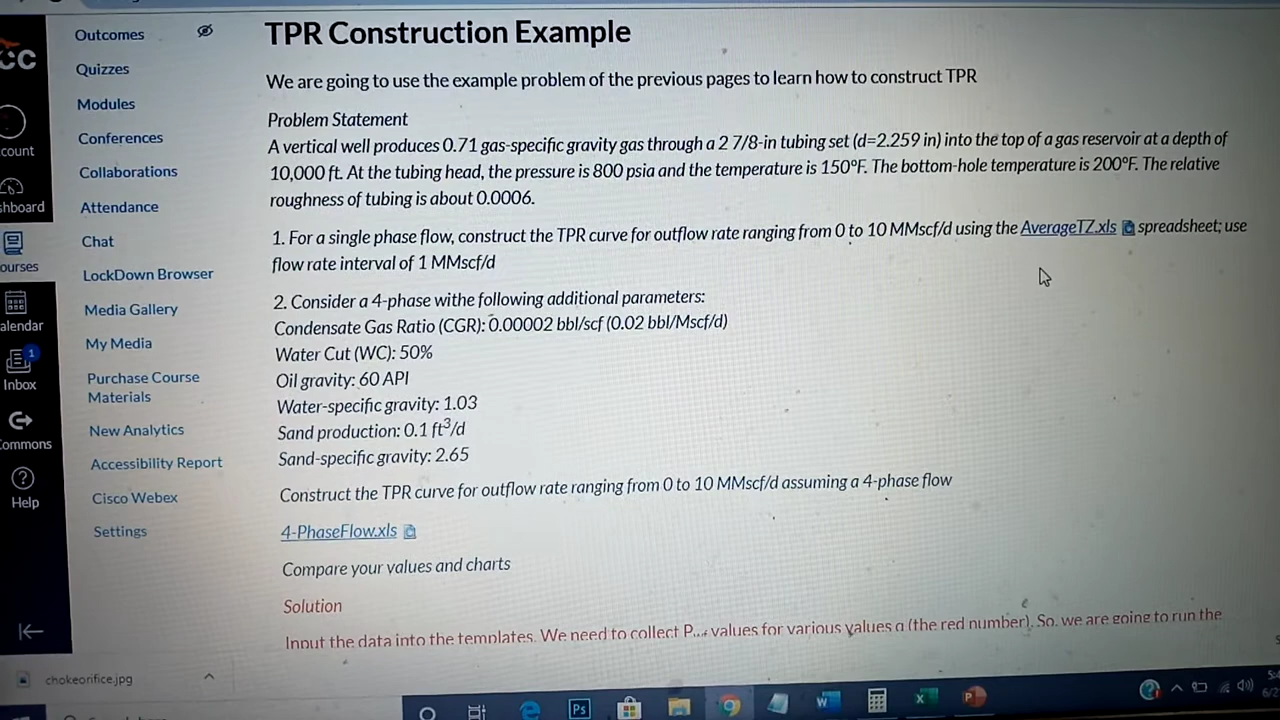 Outcomes
Quizzes
Modules
Conferences
Collaborations
Attendance
Chat
LockDown Browser
Media Gallery
My Media
Purchase Course
Materials
New Analytics
Accessibility Report
Cisco Webex
Settings
cc
count
shboard
ourses
alendar
1
Inbox
ommons
Help
TPR Construction Example
We are going to use the example problem of the previous pages to learn how to construct TPR
Problem Statement
A vertical well produces 0.71 gas-specific gravity gas through a 2 7/8-in tubing set (d=2.259 in) into the top of a gas reservoir at a depth of
10,000 ft. At the tubing head, the pressure is 800 psia and the temperature is 150°F. The bottom-hole temperature is 200°F. The relative
roughness of tubing is about 0.0006.
1. For a single phase flow, construct the TPR curve for outflow rate ranging from 0 to 10 MMscf/d using the AverageTZ.xls spreadsheet; use
flow rate interval of 1 MMscf/d
2. Consider a 4-phase withe following additional parameters:
Condensate Gas Ratio (CGR): 0.00002 bbl/scf (0.02 bbl/Mscf/d)
Water Cut (WC): 50%
Oil gravity: 60 API
Water-specific gravity: 1.03
Sand production: 0.1 ft³/d
Sand-specific gravity: 2.65
Construct the TPR curve for outflow rate ranging from 0 to 10 MMscf/d assuming a 4-phase flow
4-PhaseFlow.xls
Compare your values and charts
Solution
Input the data into the templates. We need to collect values for various values q (the red number). So, we are going to run the
chokeorifice.jpg
Ps